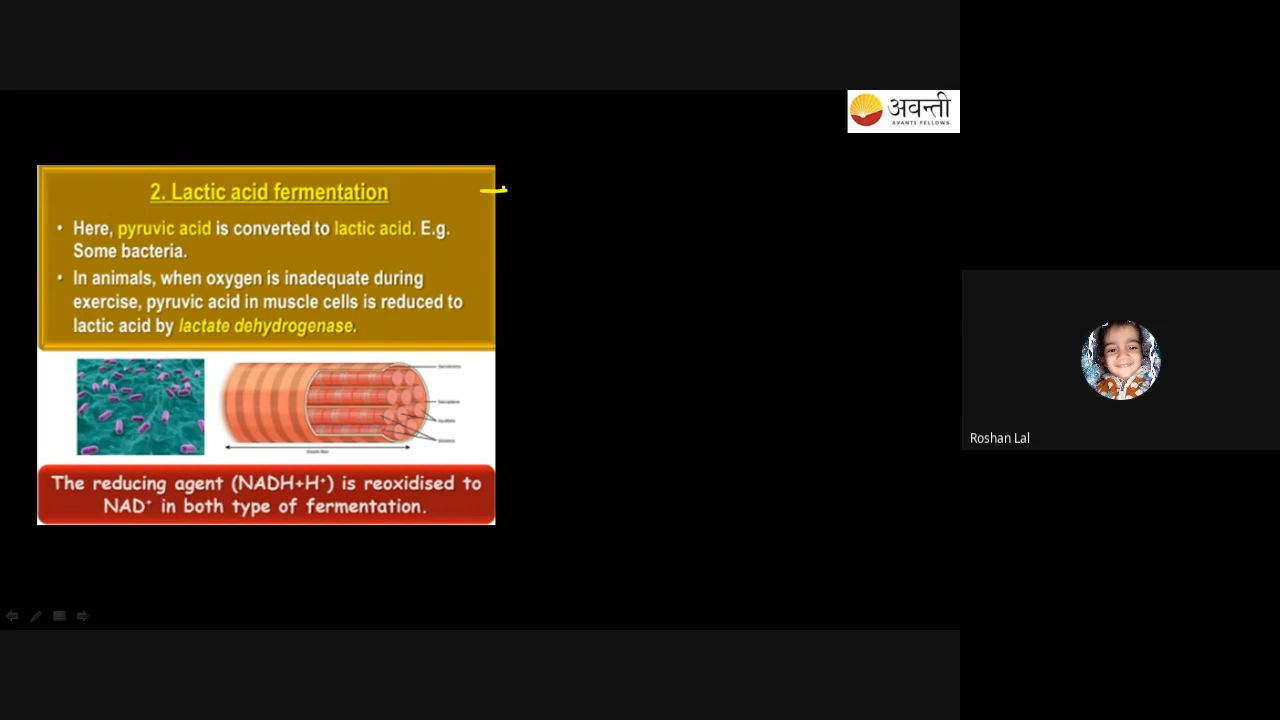 अवन्ती
AVANTI FELLOWS
2. Lactic acid fermentation
• Here, pyruvic acid is converted to lactic acid. E.g.
Some bacteria.
• In animals, when oxygen is inadequate during
exercise, pyruvic acid in muscle cells is reduced to
lactic acid by lactate dehydrogenase.
The reducing agent (NADH+H⁺) is reoxidised to
NAD⁺ in both type of fermentation.
Roshan Lal